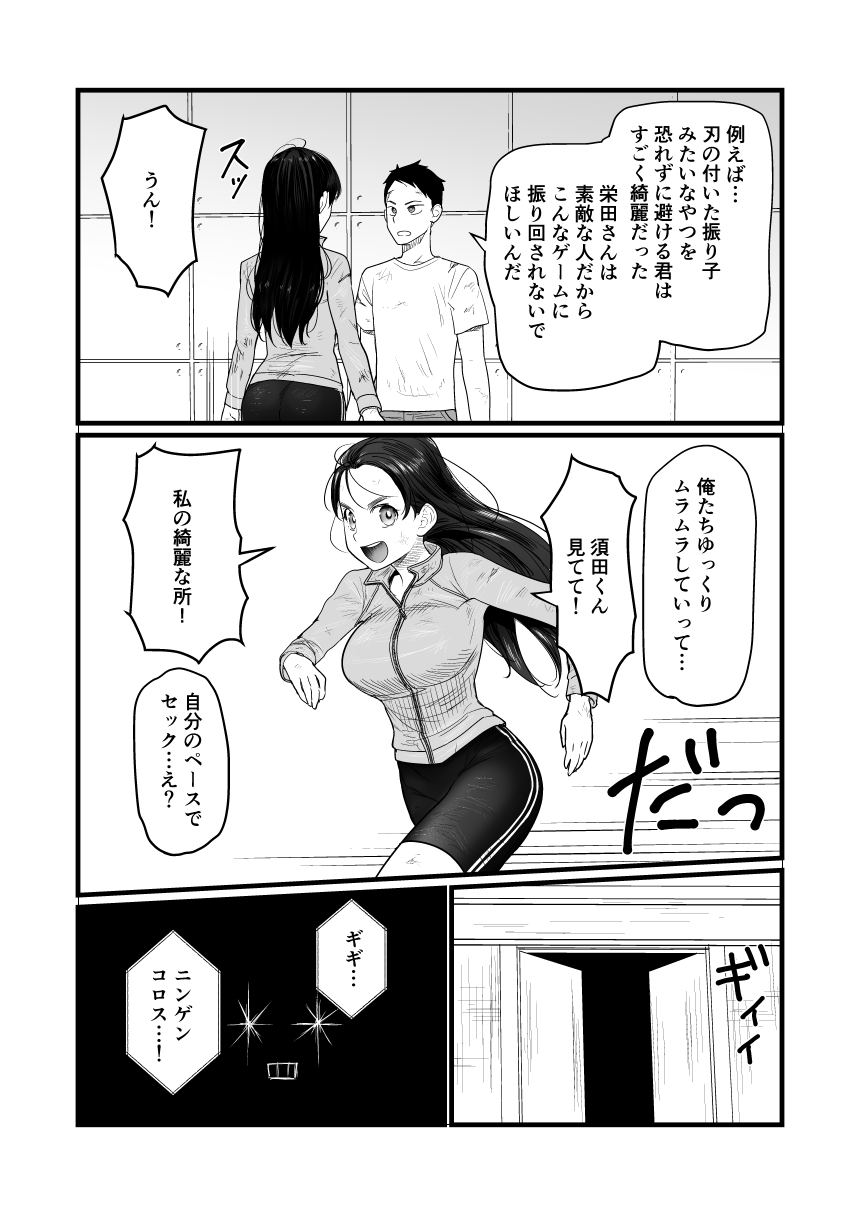 例えば…
刃の付いた振り子
みたいなやつを
恐れずに避ける君は
すごく綺麗だった
栄田さんは
素敵な人だから
こんなゲームに
振り回されないで
ほしいんだ
スッ
うん！
俺たちゆっくり
ムラムラしていって…
須田くん
見てて！
私の綺麗な所！
自分のペースで
セック…え？
だっ
ギィィ
ギギ…
ニンゲン
コロス…！